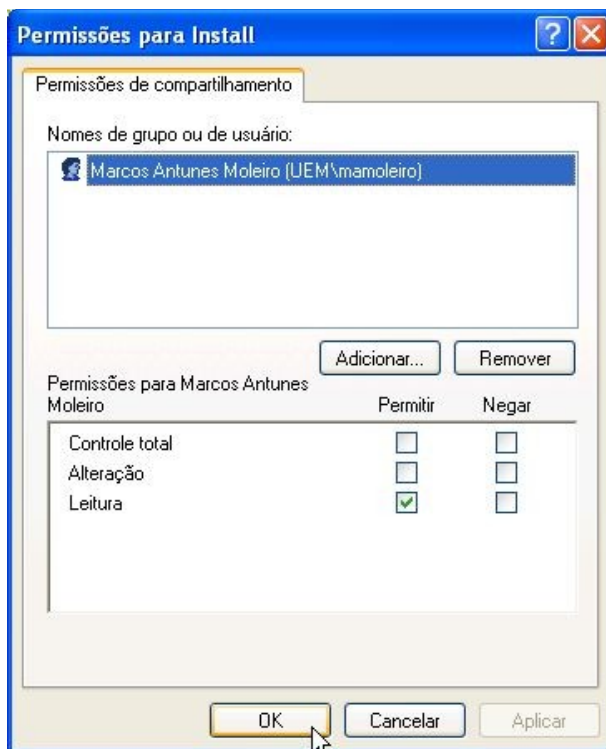 Permissões para Install
Permissões de compartilhamento
Nomes de grupo ou de usuário:
Marcos Antunes Moleiro (UEM\mamoleiro)
Adicionar... Remover
Permissões para Marcos Antunes
Moleiro Permitir Negar
Controle total
Alteração
Leitura
OK Cancelar Aplicar